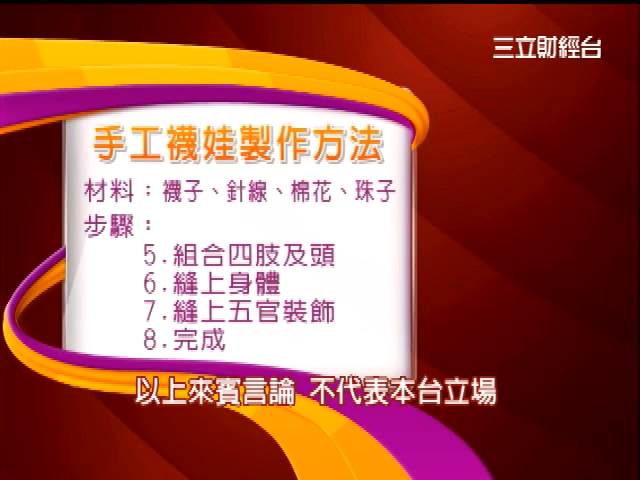 三立財經台
手工襪娃製作方法
材料：襪子、針線、棉花、珠子
步驟：
5.組合四肢及頭
6.縫上身體
7.縫上五官裝飾
8.完成
以上來賓言論 不代表本台立場